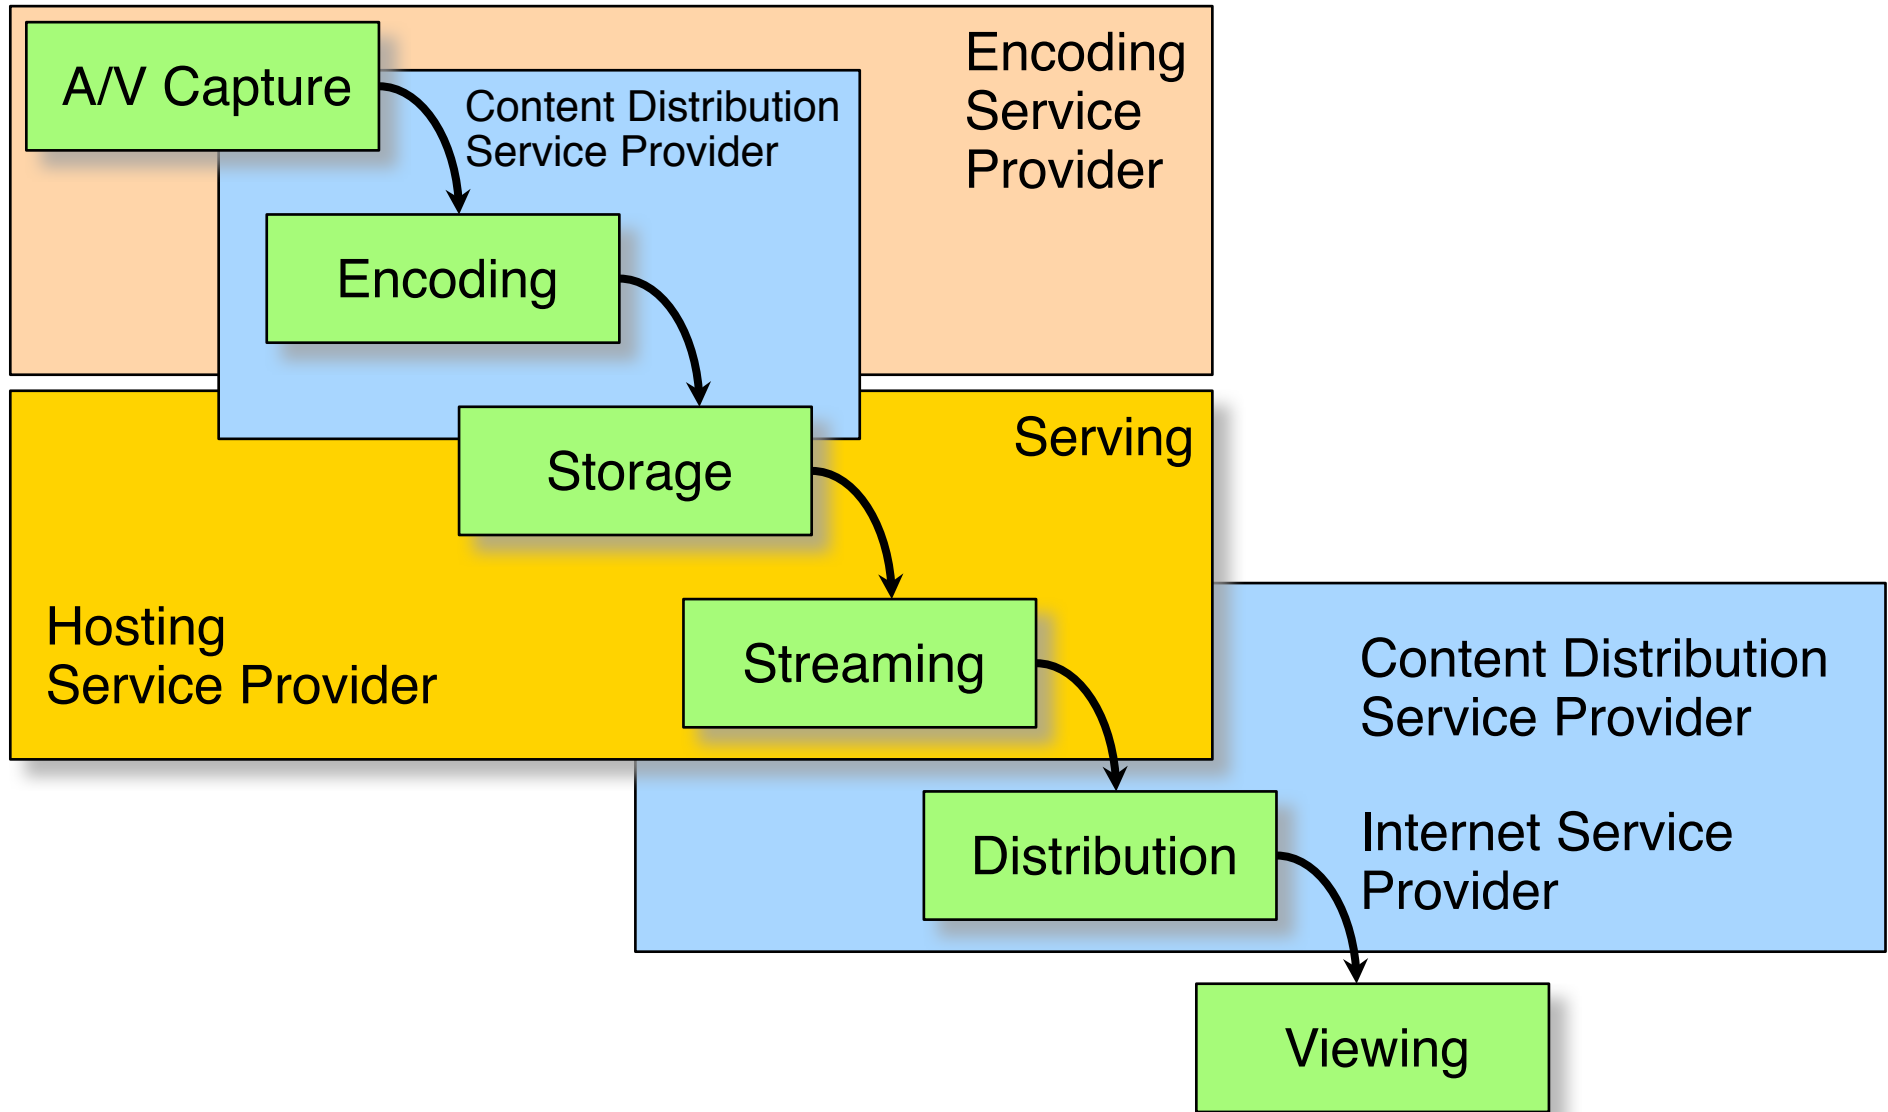 A/V Capture
Content Distribution
Service Provider
Encoding
Service
Provider
Encoding
Storage
Serving
Hosting
Service Provider
Streaming
Content Distribution
Service Provider
Distribution
Internet Service
Provider
Viewing